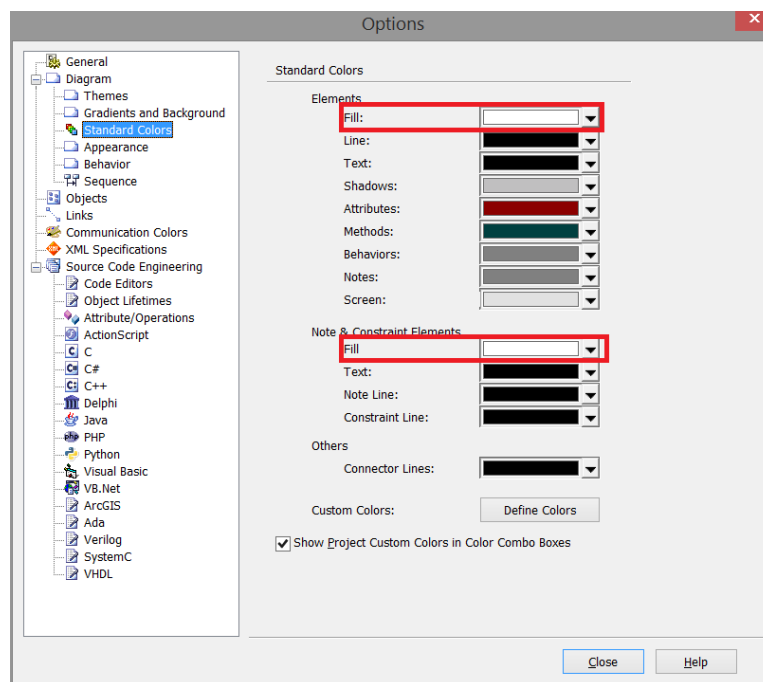 Options
General
Diagram
Themes
Gradients and Background
Standard Colors
Appearance
Behavior
Sequence
Objects
Links
Communication Colors
XML Specifications
Source Code Engineering
Code Editors
Object Lifetimes
Attribute/Operations
ActionScript
C
C#
C++
Delphi
Java
PHP
Python
Visual Basic
VB.Net
ArcGIS
Ada
Verilog
SystemC
VHDL
Standard Colors
Elements
Fill:
Line:
Text:
Shadows:
Attributes:
Methods:
Behaviors:
Notes:
Screen:
Note & Constraint Elements
Fill
Text:
Note Line:
Constraint Line:
Others
Connector Lines:
Custom Colors: Define Colors
Show Project Custom Colors in Color Combo Boxes
Close Help